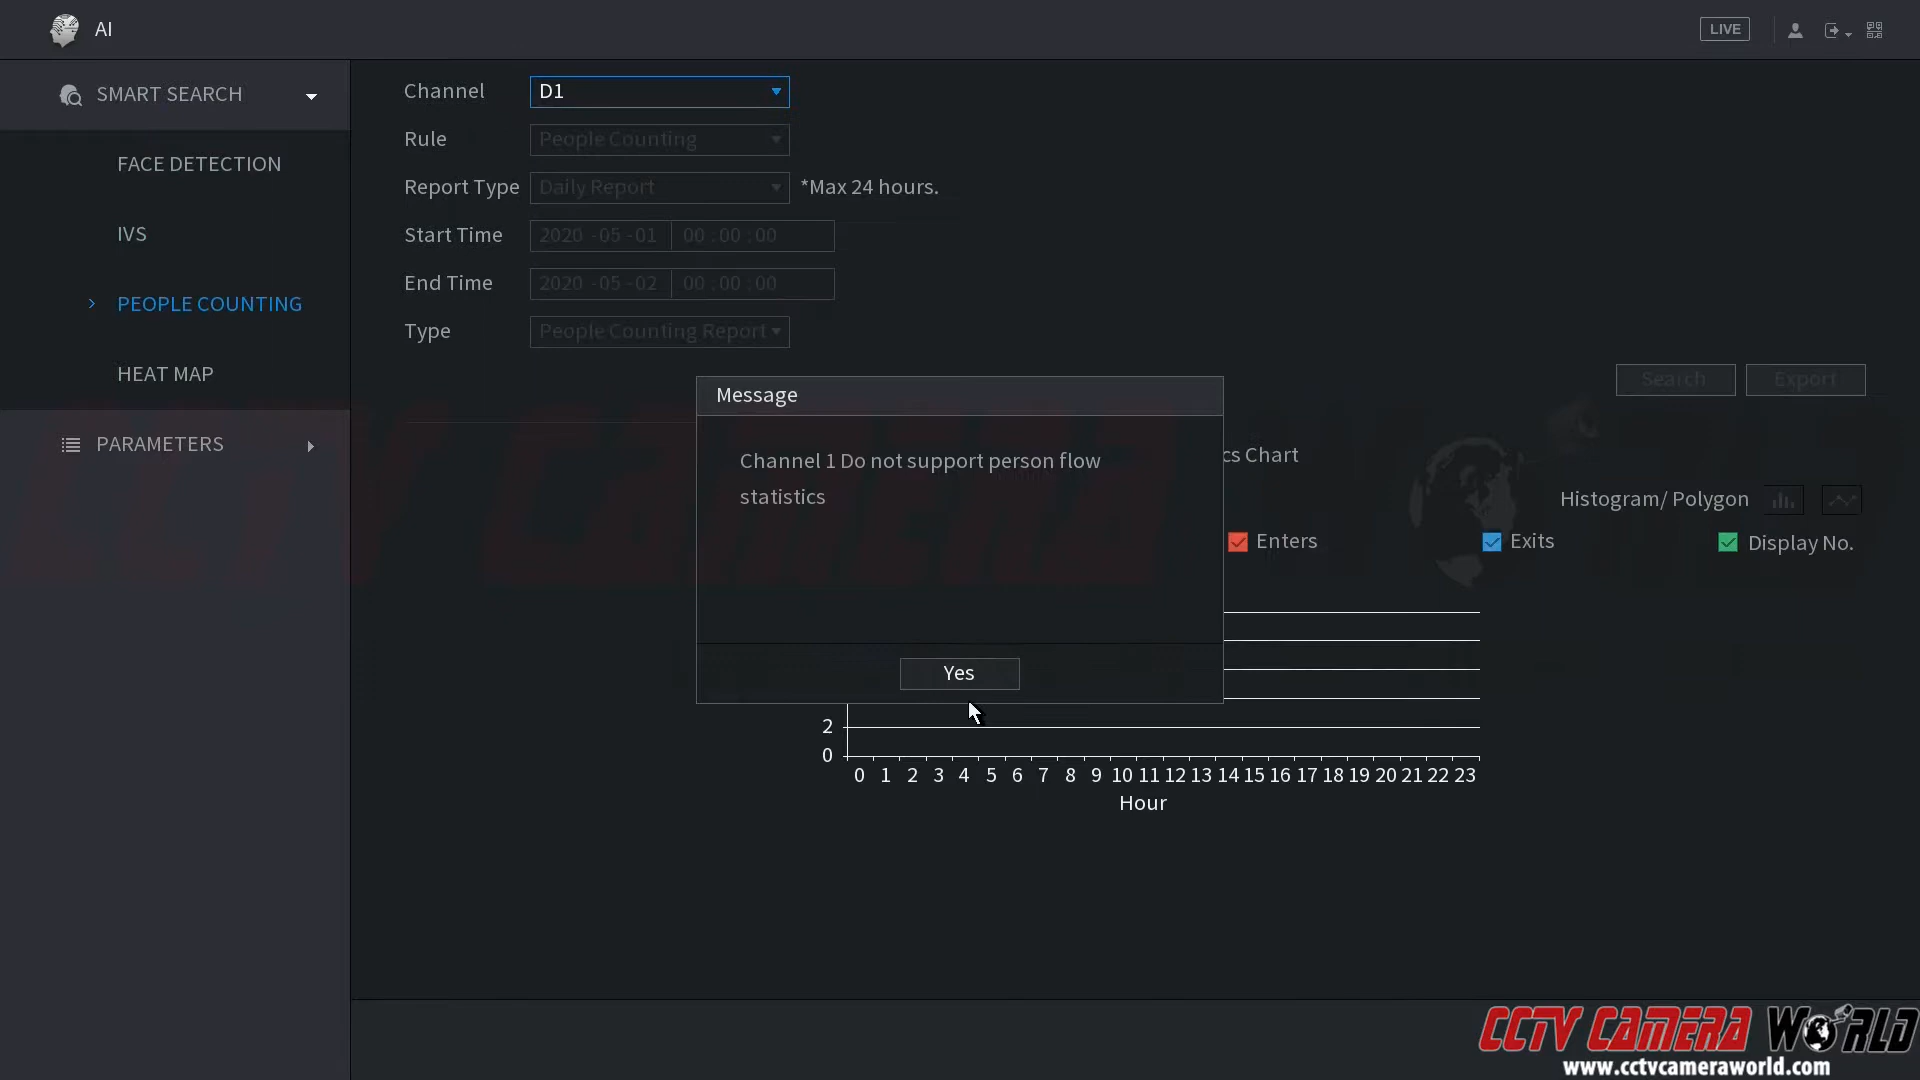 AI
LIVE
SMART SEARCH
FACE DETECTION
IVS
PEOPLE COUNTING
HEAT MAP
PARAMETERS
Channel D1
Rule People Counting
Report Type Daily Report *Max 24 hours.
Start Time 2020 -05 -01 00 : 00 : 00
End Time 2020 -05 -02 00 : 00 : 00
Type People Counting Report
Search Export
Message
Channel 1 Do not support person flow
statistics
Yes
cs Chart
Histogram/ Polygon
Enters Exits Display No.
2
0
0 1 2 3 4 5 6 7 8 9 10 11 12 13 14 15 16 17 18 19 20 21 22 23
Hour
CCTV CAMERA WORLD
www.cctvcameraworld.com